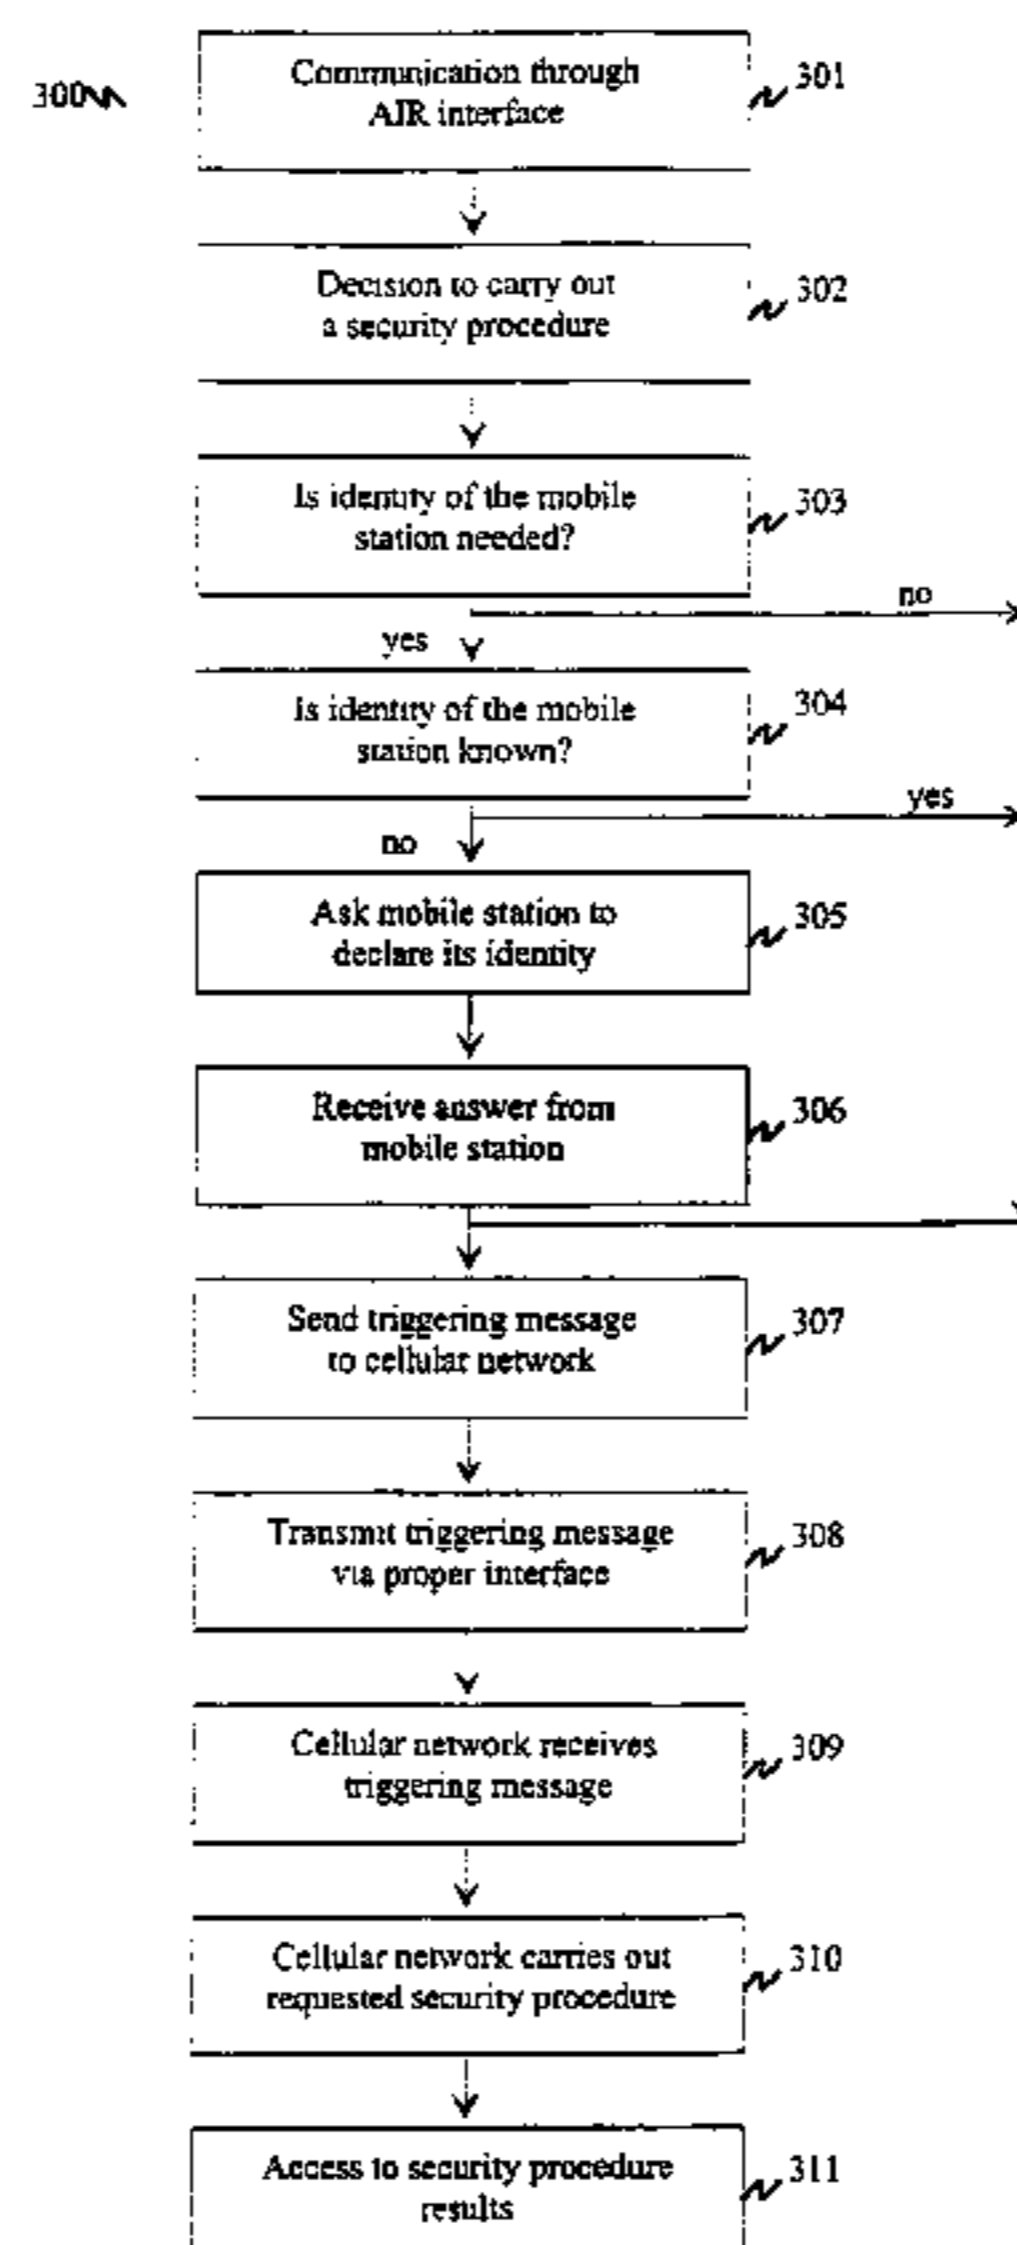 300
Communication through
AIR interface
301
Decision to carry out
a security procedure
302
Is identity of the mobile
station needed?
303
no
yes
Is identity of the mobile
station known?
304
yes
no
Ask mobile station to
declare its identity
305
Receive answer from
mobile station
306
Send triggering message
to cellular network
307
Transmit triggering message
via proper interface
308
Cellular network receives
triggering message
309
Cellular network carries out
requested security procedure
310
Access to security procedure
results
311